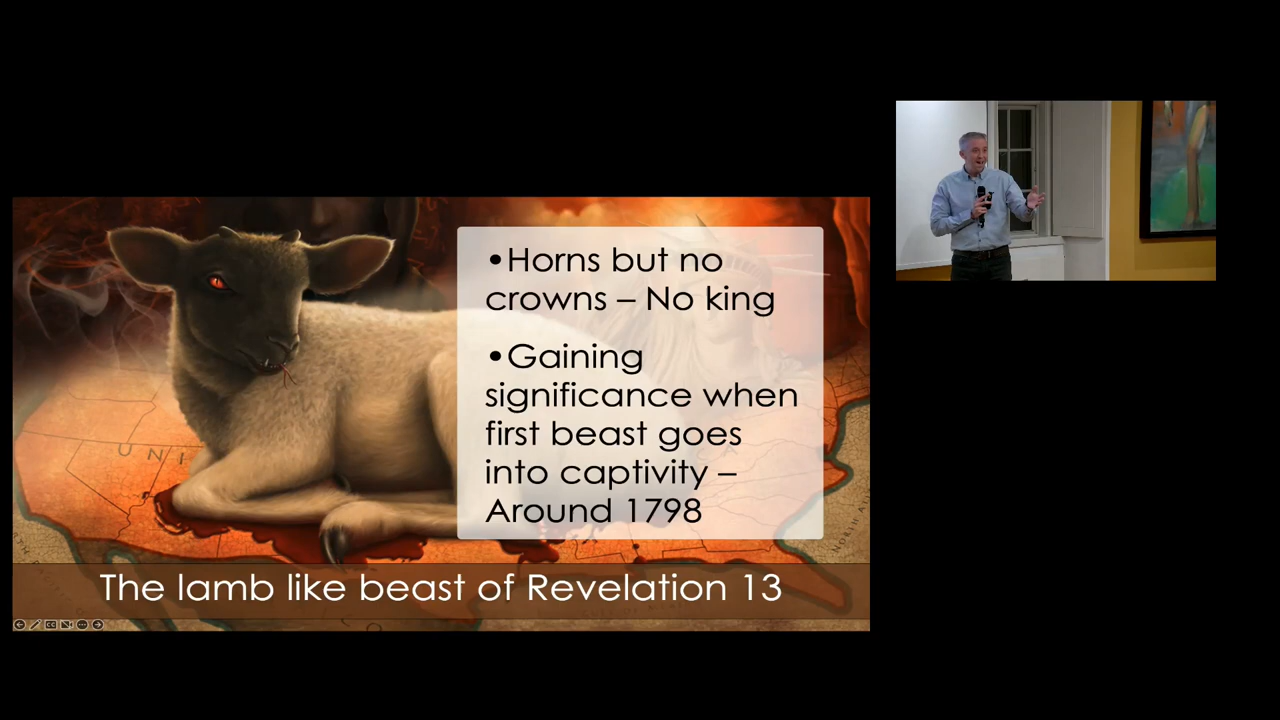 •Horns but no
crowns – No king
•Gaining
significance when
first beast goes
into captivity –
Around 1798
UNI
The lamb like beast of Revelation 13